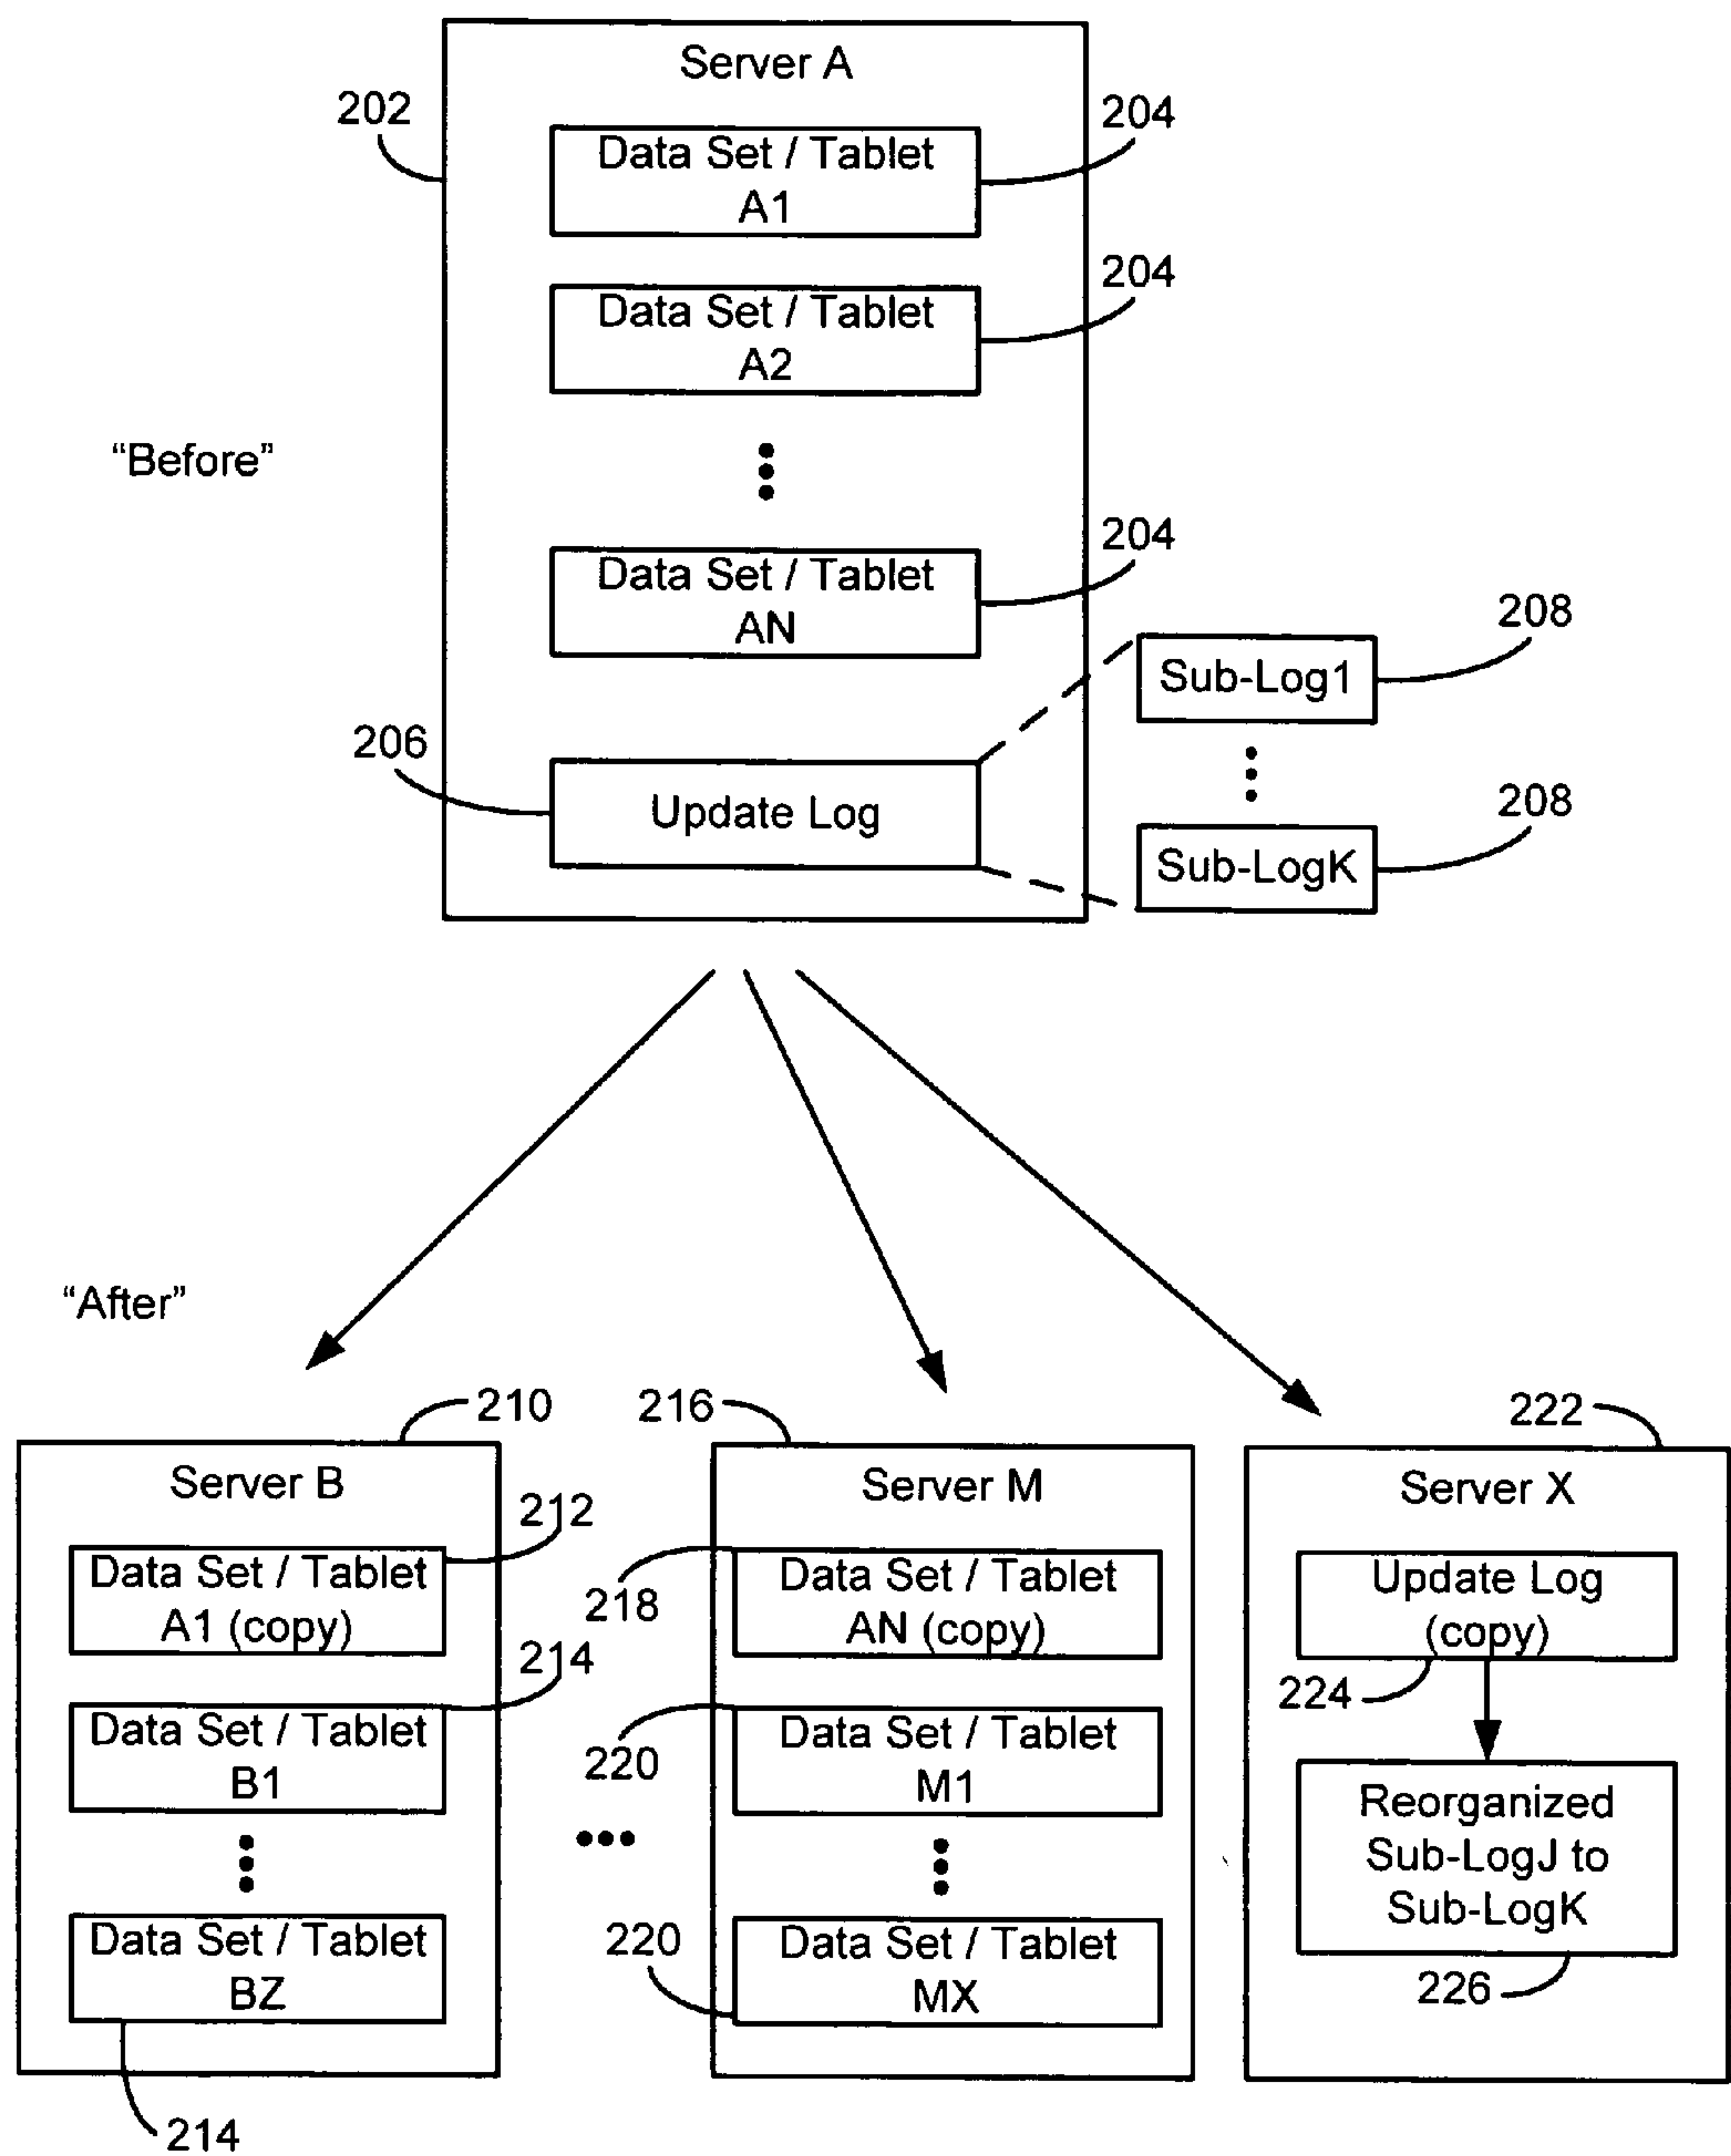 Server A
202
Data Set / Tablet
A1
204
Data Set / Tablet
A2
204
“Before”
Data Set / Tablet
AN
204
206
Update Log
Sub-Log1
208
Sub-LogK
208
“After”
210
Server B
212
Data Set / Tablet
A1 (copy)
214
Data Set / Tablet
B1
Data Set / Tablet
BZ
214
216
Server M
218
Data Set / Tablet
AN (copy)
220
Data Set / Tablet
M1
220
Data Set / Tablet
MX
222
Server X
Update Log
(copy)
224
Reorganized
Sub-LogJ to
Sub-LogK
226